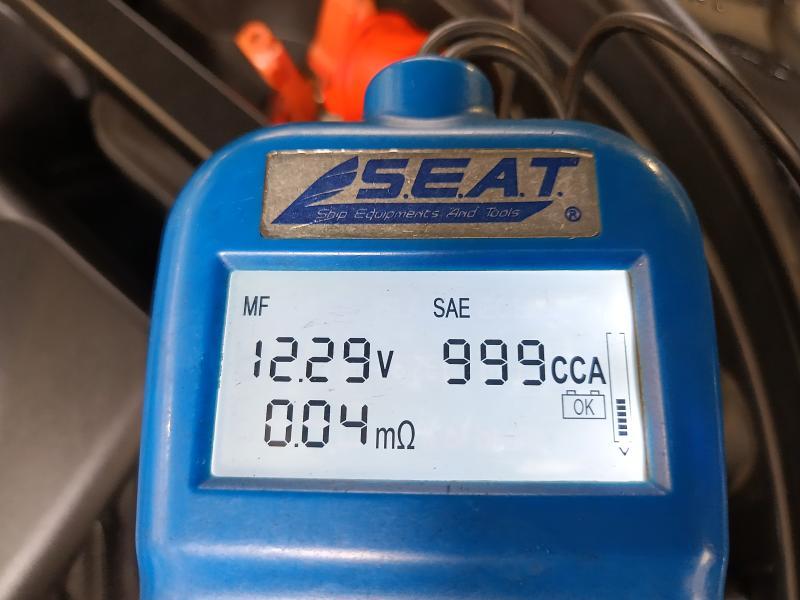 S.E.A.T.
Ship Equipments And Tools
®
MF SAE
12.29V 999CCA
OK
0.04mΩ